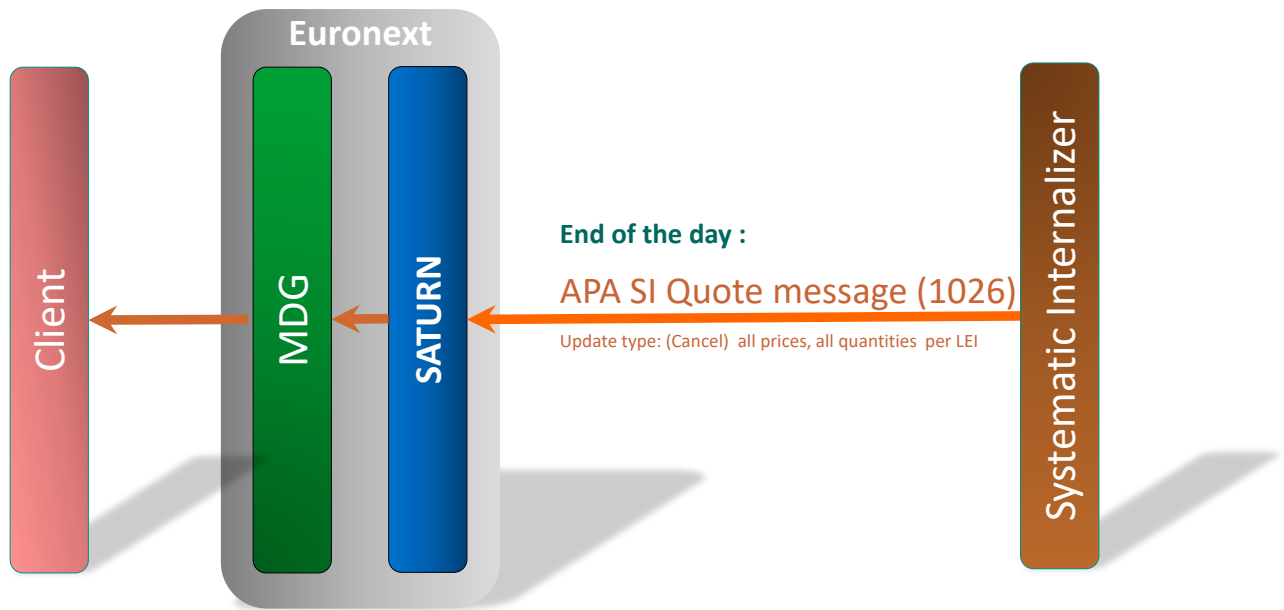 Euronext
Client
MDG
SATURN
End of the day :
APA SI Quote message (1026)
Update type: (Cancel)  all prices, all quantities  per LEI
Systematic Internalizer